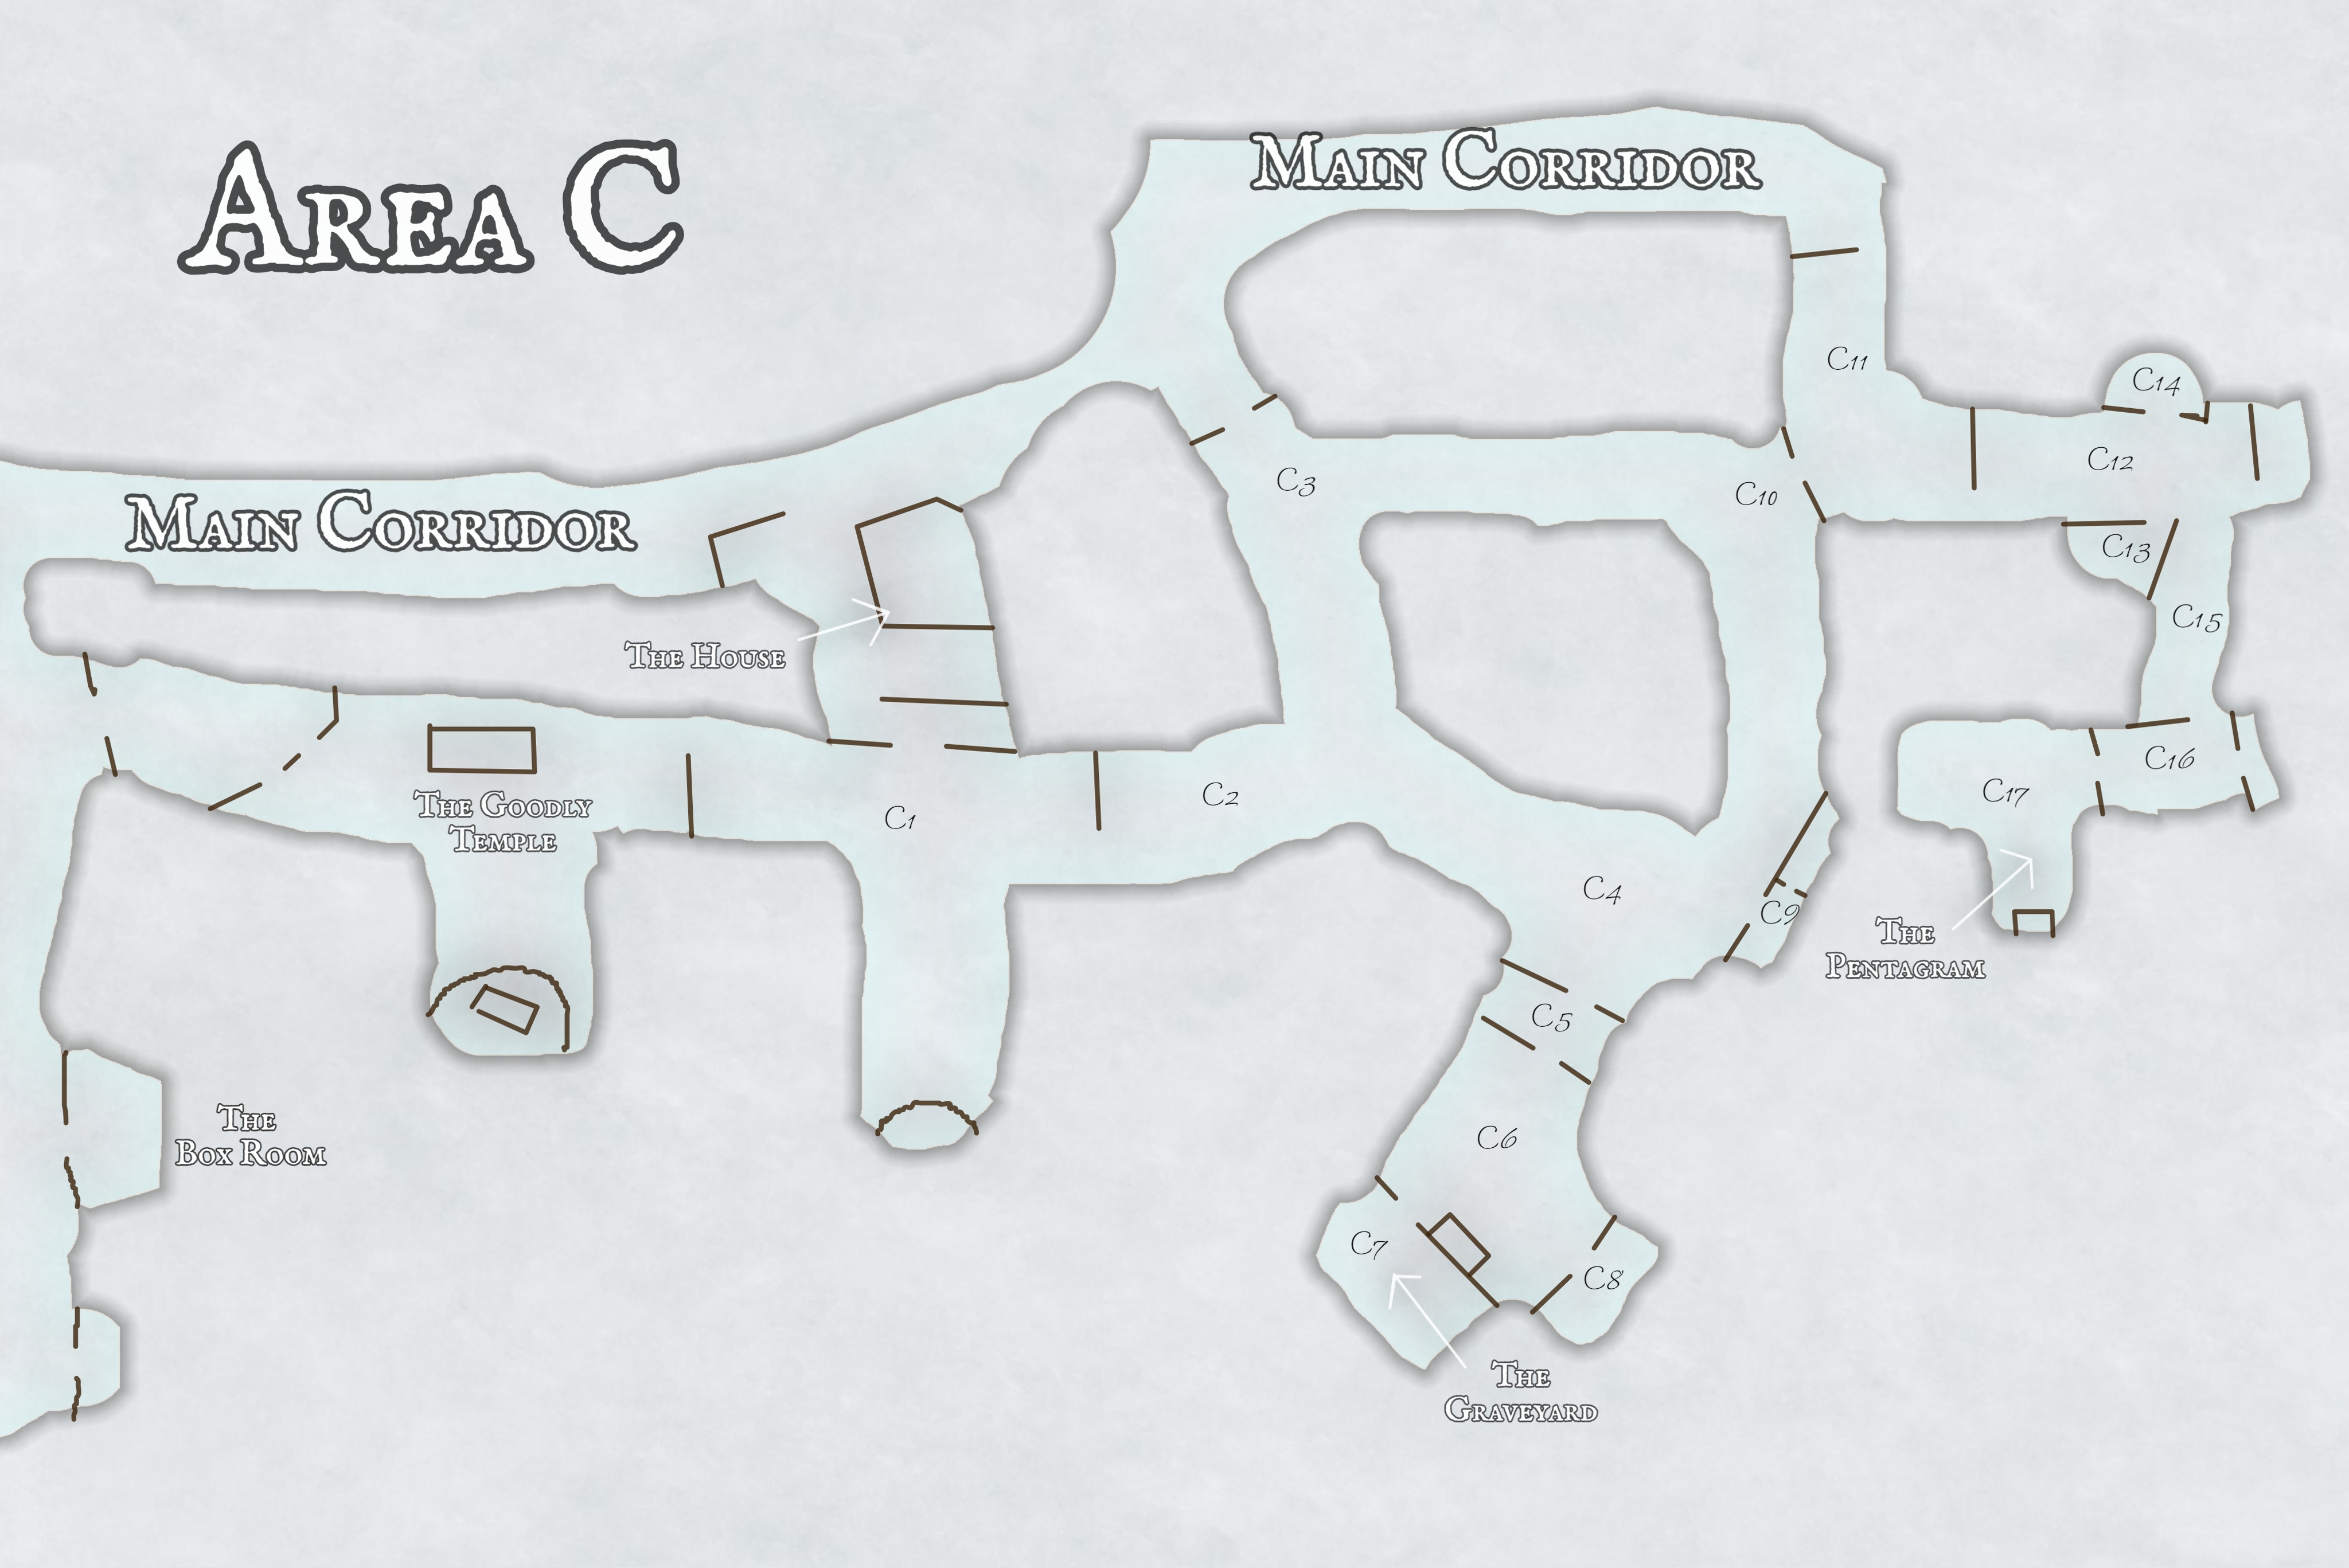 Area C
Main Corridor
C11
C14
C12
C3
C10
Main Corridor
C13
C15
The House
C16
The Goodly
Temple
C1
C2
C17
C4
C9
The
Pentagram
C5
The
Box Room
C6
C7
C8
The
Graveyard